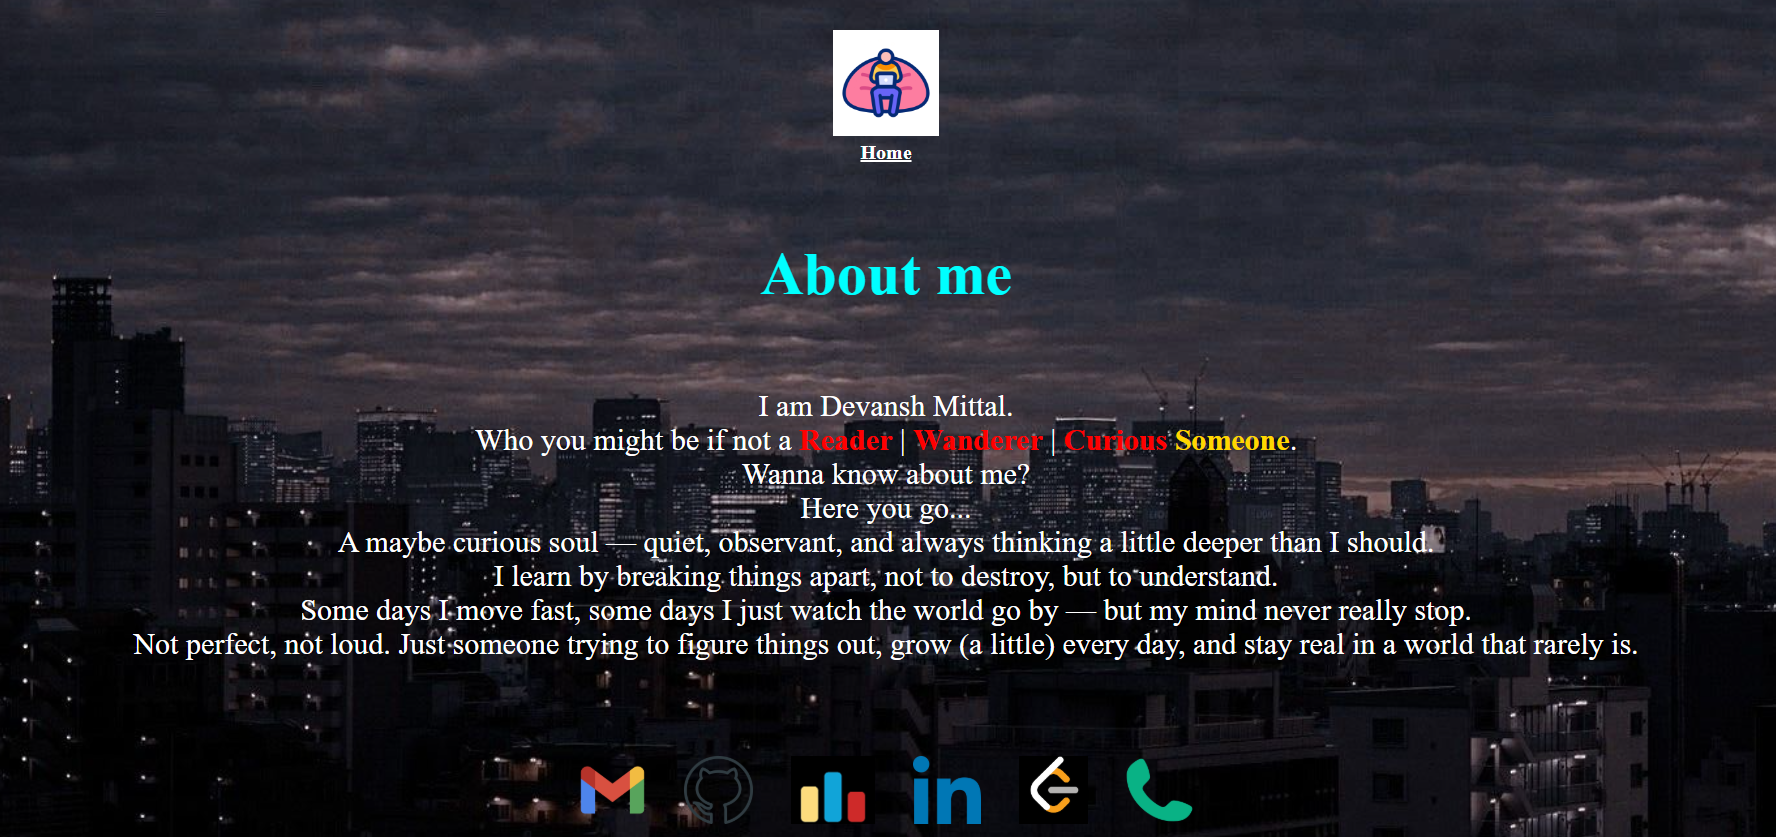 Home
About me
I am Devansh Mittal.
Who you might be if not a Reader | Wanderer | Curious Someone.
Wanna know about me?
Here you go...
A maybe curious soul — quiet, observant, and always thinking a little deeper than I should.
I learn by breaking things apart, not to destroy, but to understand.
Some days I move fast, some days I just watch the world go by — but my mind never really stop.
Not perfect, not loud. Just someone trying to figure things out, grow (a little) every day, and stay real in a world that rarely is.
in